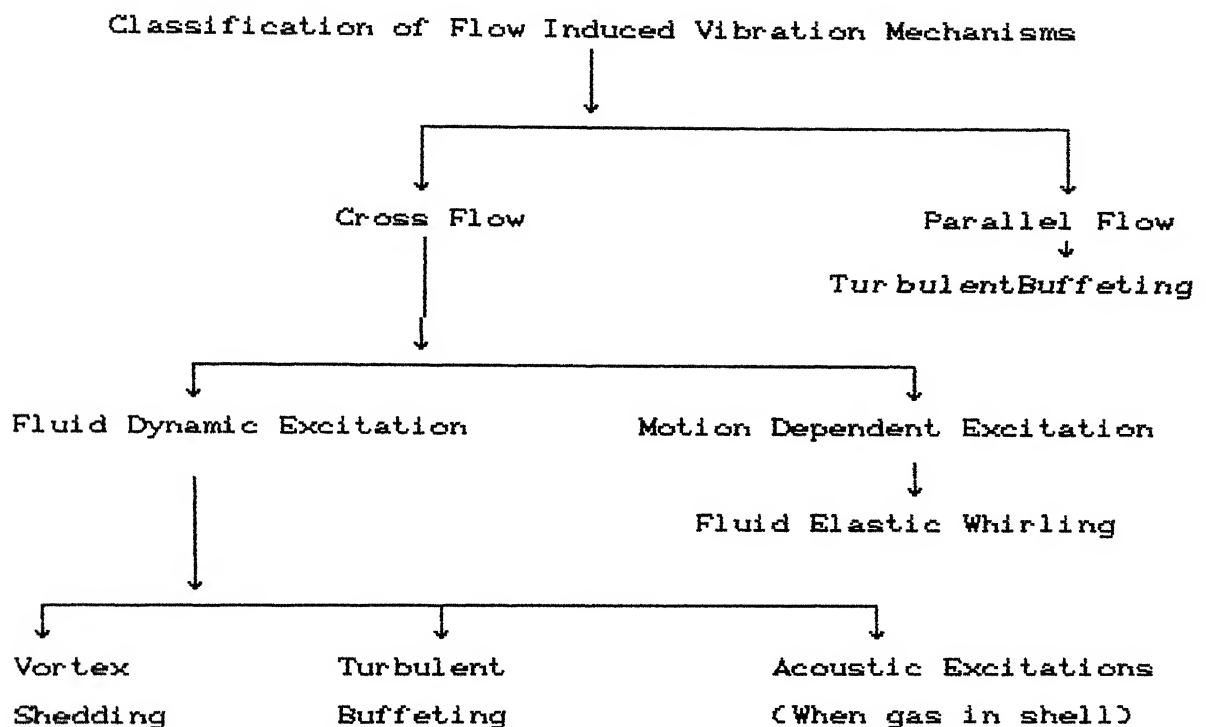 Classification of Flow Induced Vibration Mechanisms
Cross Flow
Parallel Flow
TurbulentBuffeting
Fluid Dynamic Excitation
Motion Dependent Excitation
Fluid Elastic Whirling
Vortex Shedding
Turbulent Buffeting
Acoustic Excitations
(When gas in shell)